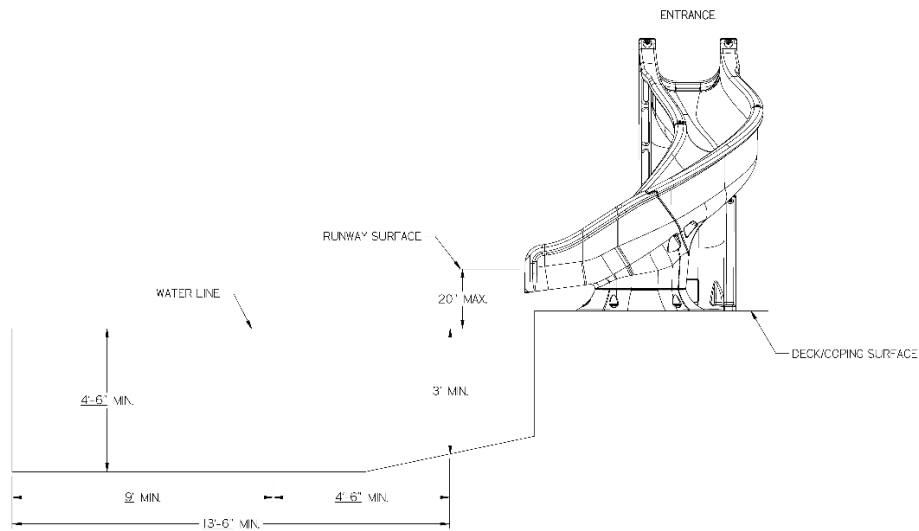 ENTRANCE
RUNWAY SURFACE
20" MAX.
WATER LINE
DECK/COPING SURFACE
4'-6" MIN.
3' MIN.
9' MIN.
4'-6" MIN.
13'-6" MIN.